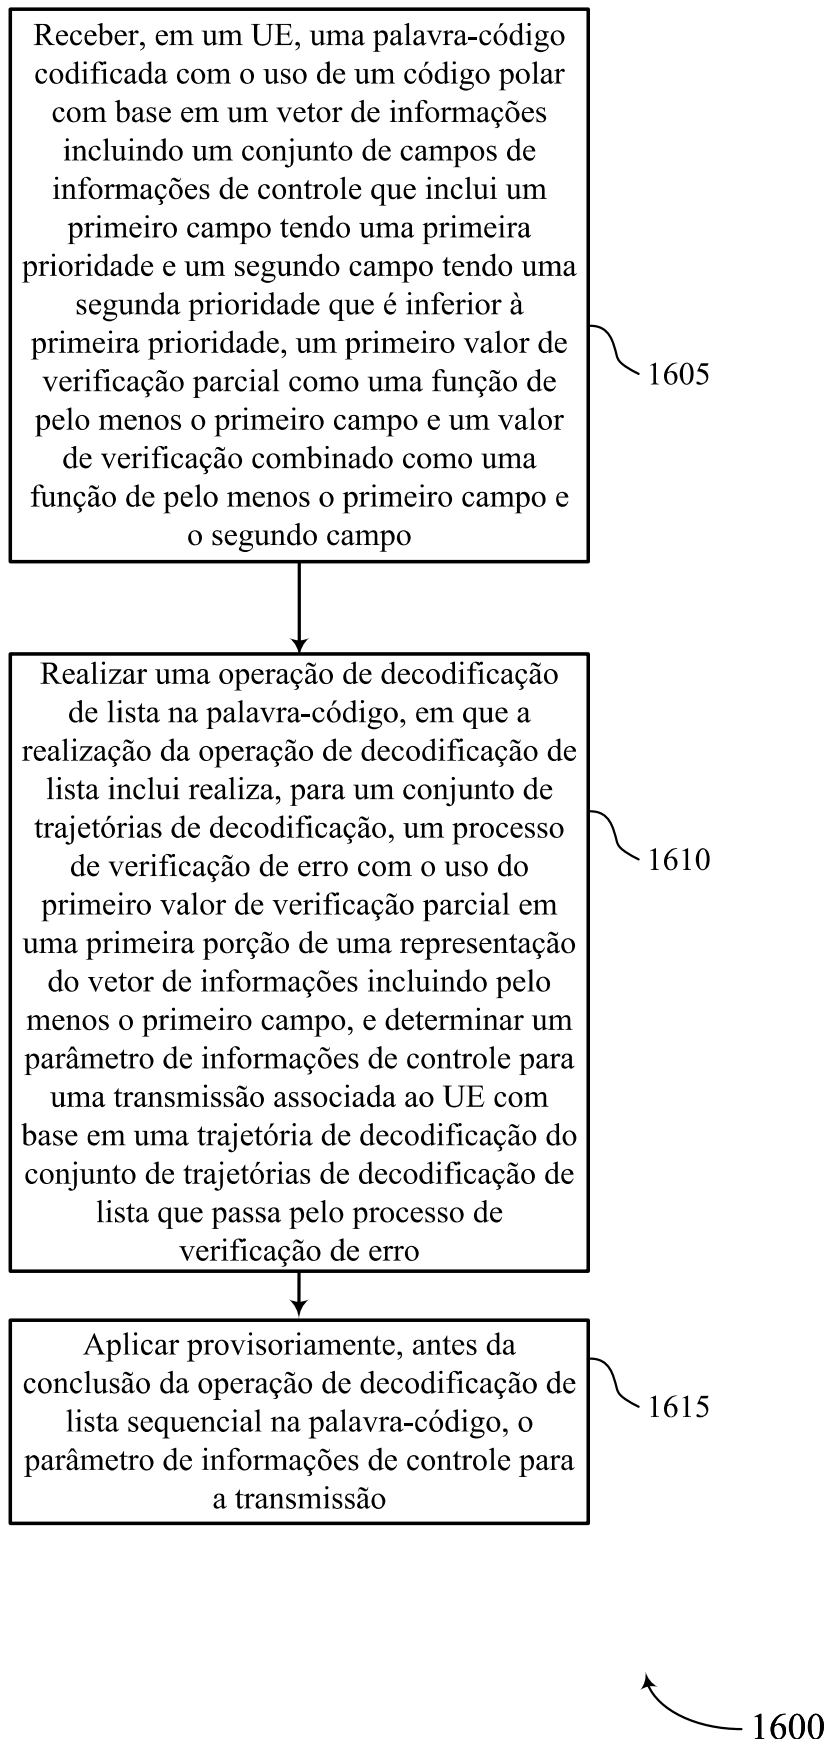 Receber, em um UE, uma palavra-código
codificada com o uso de um código polar
com base em um vetor de informações
incluindo um conjunto de campos de
informações de controle que inclui um
primeiro campo tendo uma primeira
prioridade e um segundo campo tendo uma
segunda prioridade que é inferior à
primeira prioridade, um primeiro valor de
verificação parcial como uma função de
pelo menos o primeiro campo e um valor
de verificação combinado como uma
função de pelo menos o primeiro campo e
o segundo campo
1605
Realizar uma operação de decodificação
de lista na palavra-código, em que a
realização da operação de decodificação de
lista inclui realiza, para um conjunto de
trajetórias de decodificação, um processo
de verificação de erro com o uso do
primeiro valor de verificação parcial em
uma primeira porção de uma representação
do vetor de informações incluindo pelo
menos o primeiro campo, e determinar um
parâmetro de informações de controle para
uma transmissão associada ao UE com
base em uma trajetória de decodificação do
conjunto de trajetórias de decodificação de
lista que passa pelo processo de
verificação de erro
1610
Aplicar provisoriamente, antes da
conclusão da operação de decodificação de
lista sequencial na palavra-código, o
parâmetro de informações de controle para
a transmissão
1615
1600